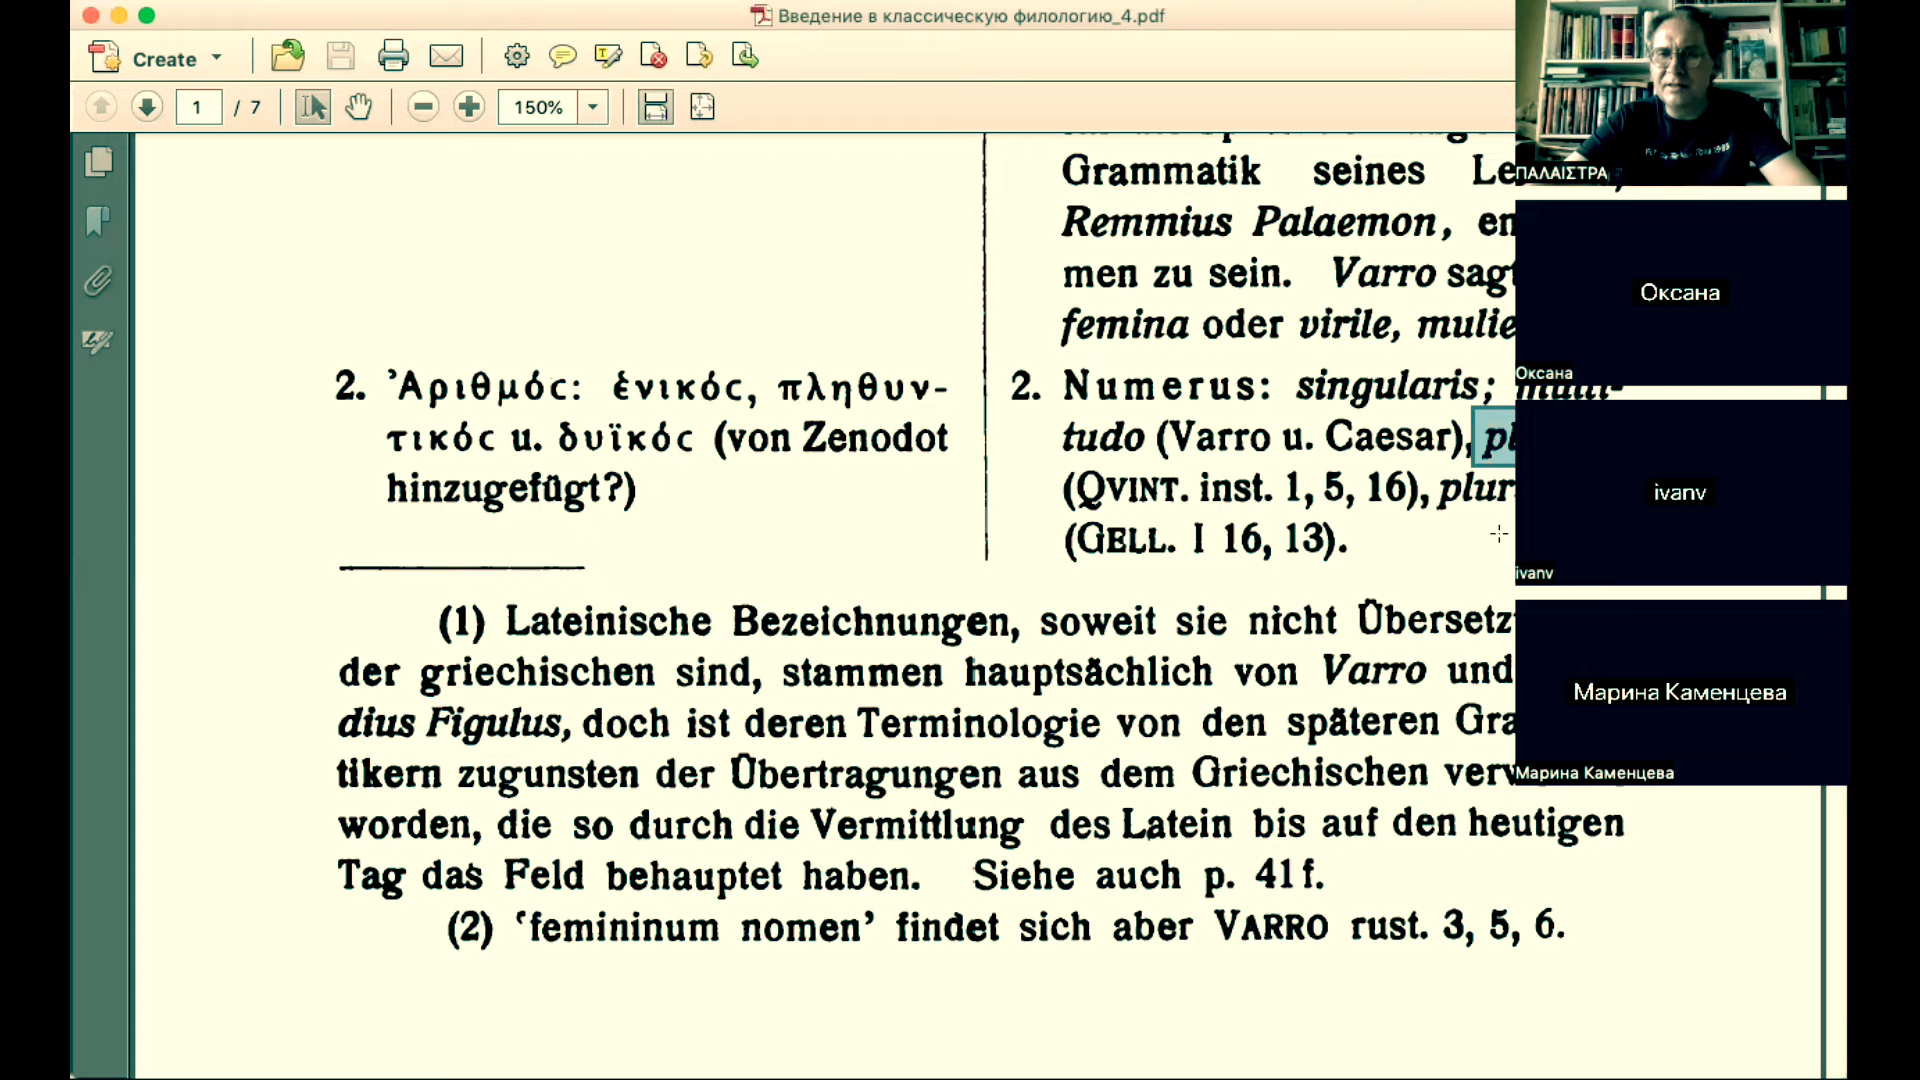 Введение в классическую филологию_4.pdf
Create
1 / 7
150%
Grammatik seines
Remmius Palaemon,
men zu sein. Varro
femina oder virile,
2. Ἀριθμός: ἑνικός, πληθυν-
τικός u. δυϊκός (von Zenodot
hinzugefügt?)
2. Numerus: singularis;
tudo (Varro u. Caesar),
(QVINT. inst. 1, 5, 16),
(GELL. I 16, 13).
(1) Lateinische Bezeichnungen, soweit sie nicht
der griechischen sind, stammen hauptsächlich von Varro und
dius Figulus, doch ist deren Terminologie von den späteren
tikern zugunsten der Übertragungen aus dem Griechischen
worden, die so durch die Vermittlung des Latein bis auf den heutigen
Tag das Feld behauptet haben. Siehe auch p. 41 f.
(2) ‘femininum nomen’ findet sich aber VARRO rust. 3, 5, 6.
ΠΑΛΑΙΣΤΡΑ
Оксана
Оксана
ivanv
ivanv
Марина Каменцева
Марина Каменцева